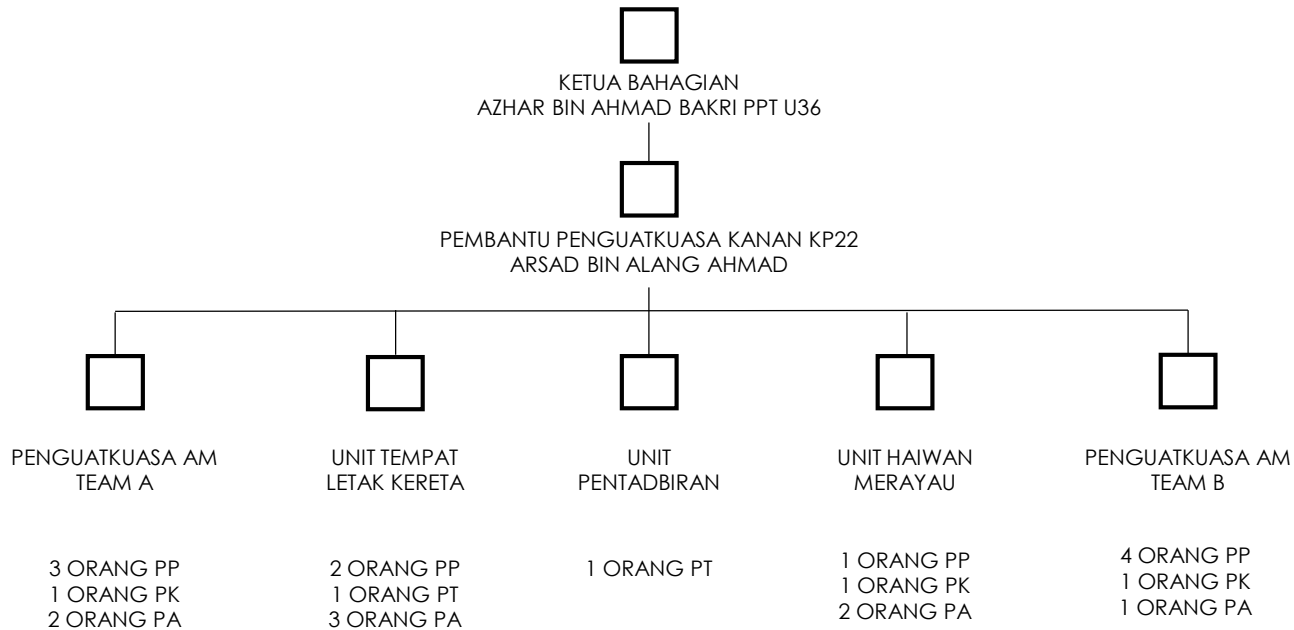 KETUA BAHAGIAN
AZHAR BIN AHMAD BAKRI PPT U36
PEMBANTU PENGUATKUASA KANAN KP22
ARSAD BIN ALANG AHMAD
PENGUATKUASA AM
TEAM A
3 ORANG PP
1 ORANG PK
2 ORANG PA
UNIT TEMPAT
LETAK KERETA
2 ORANG PP
1 ORANG PT
3 ORANG PA
UNIT
PENTADBIRAN
1 ORANG PT
UNIT HAIWAN
MERAYAU
1 ORANG PP
1 ORANG PK
2 ORANG PA
PENGUATKUASA AM
TEAM B
4 ORANG PP
1 ORANG PK
1 ORANG PA